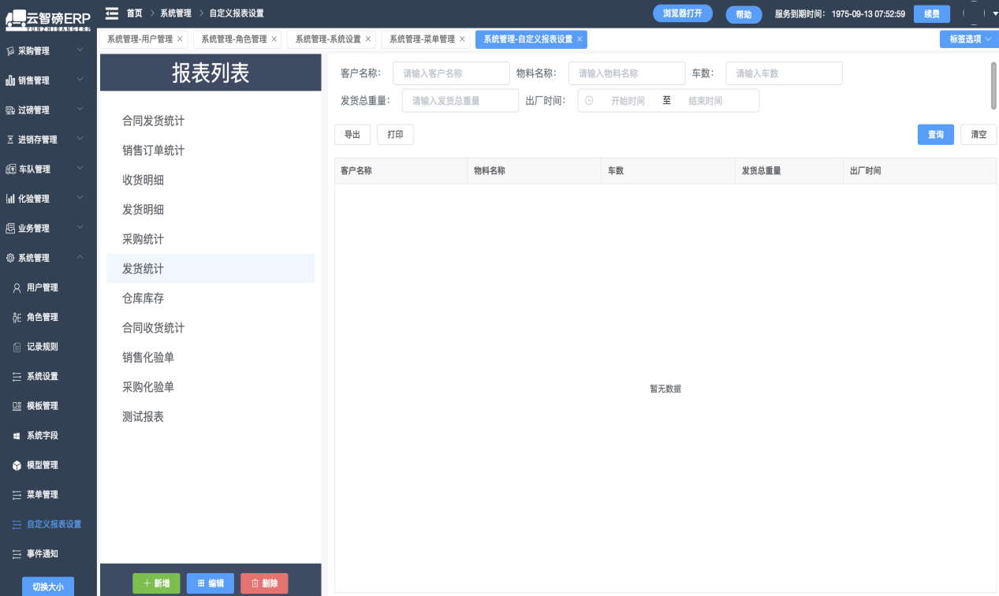 云智磅ERP
YUNZHIBANGERP
首页 系统管理 自定义报表设置
浏览器打开 帮助 服务到期时间: 1975-09-13 07:52:59 续费
系统管理-用户管理 × 系统管理-角色管理 × 系统管理-系统设置 × 系统管理-菜单管理 × 系统管理-自定义报表设置 × 标签选项
采购管理
销售管理
过磅管理
进销存管理
车队管理
化验管理
业务管理
系统管理
用户管理
角色管理
记录规则
系统设置
模板管理
系统字段
模型管理
菜单管理
自定义报表设置
事件通知
切换大小
报表列表
合同发货统计
销售订单统计
收货明细
发货明细
采购统计
发货统计
仓库库存
合同收货统计
销售化验单
采购化验单
测试报表
新增 编辑 删除
客户名称: 请输入客户名称 物料名称: 请输入物料名称 车数: 请输入车数
发货总重量: 请输入发货总重量 出厂时间: 开始时间 至 结束时间
导出 打印 查询 清空
客户名称 物料名称 车数 发货总重量 出厂时间
暂无数据